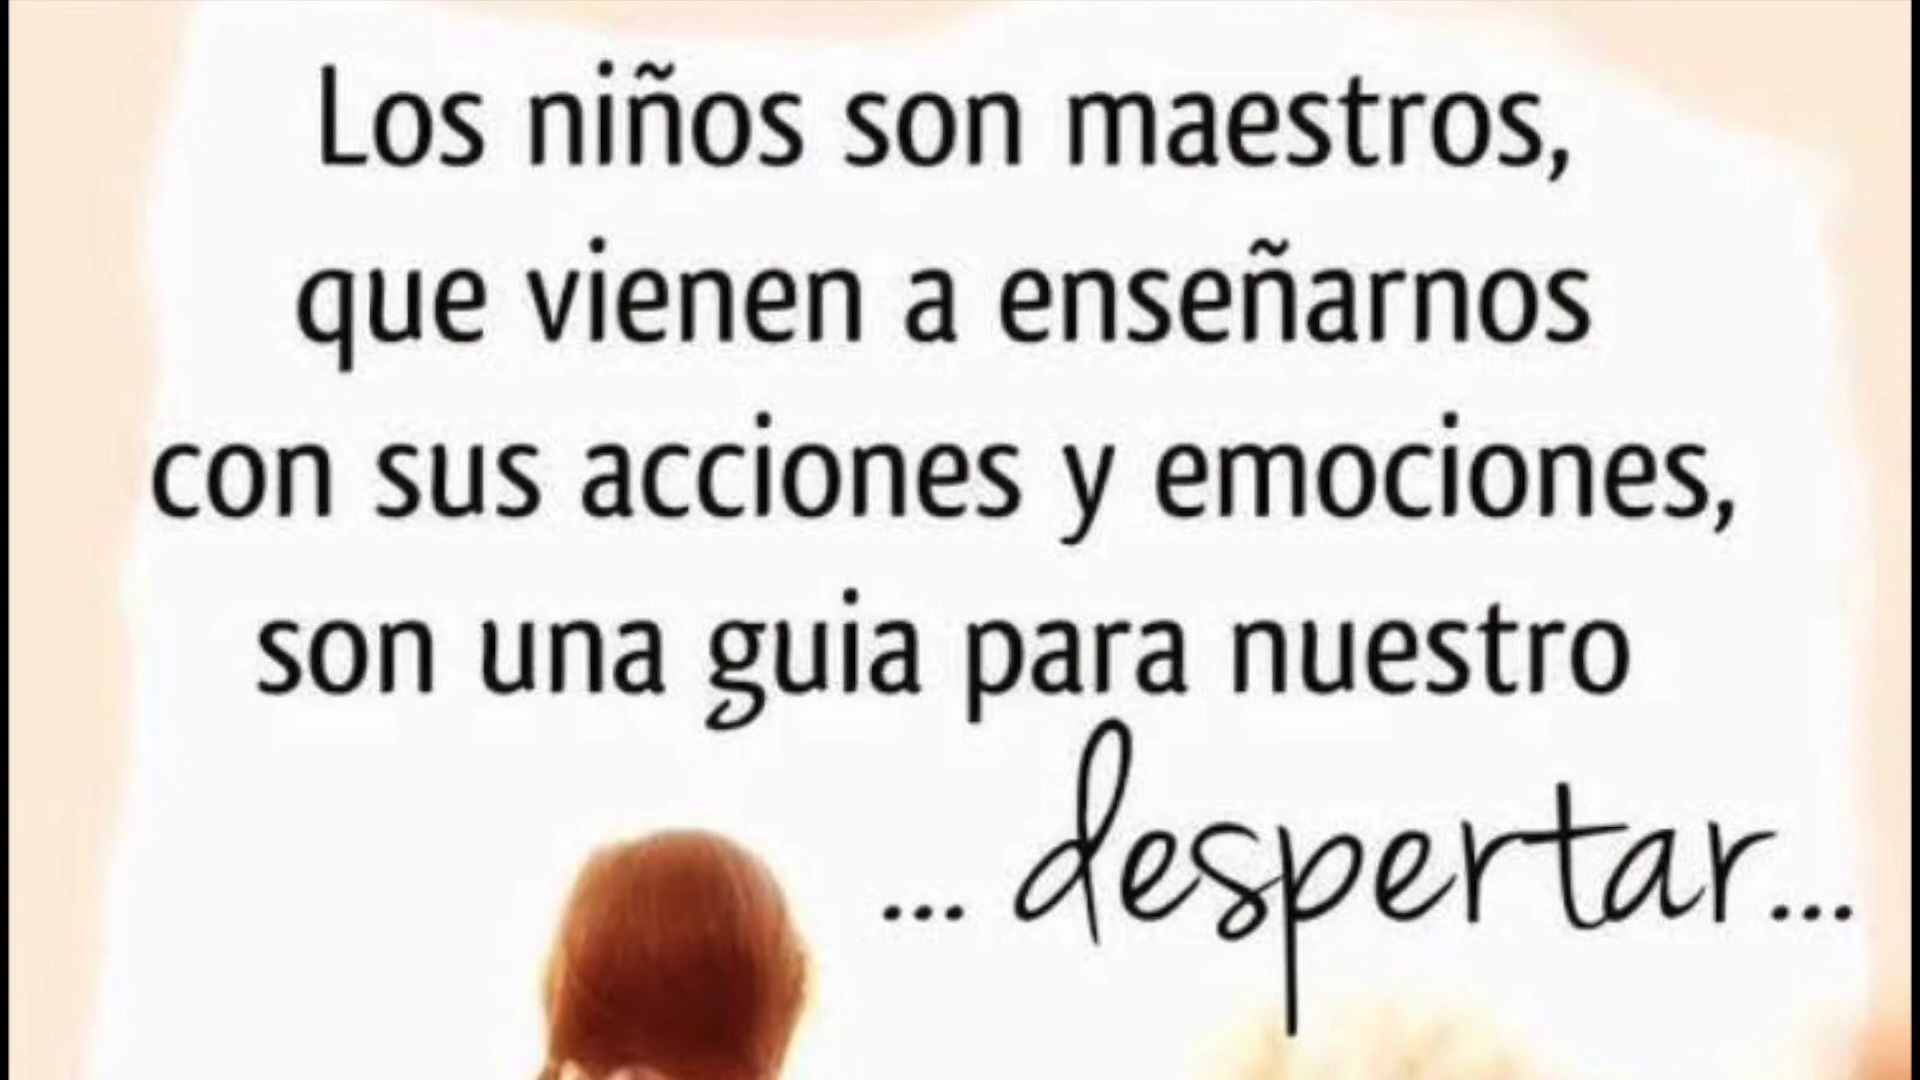 Los niños son maestros,
que vienen a enseñarnos
con sus acciones y emociones,
son una guia para nuestro
... despertar...